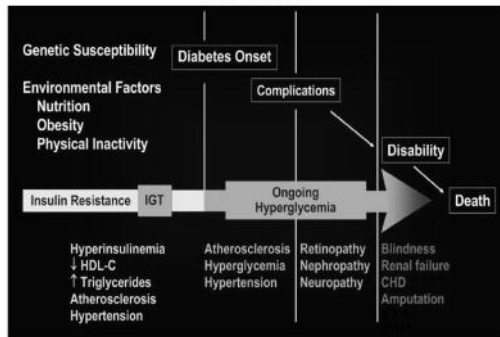 Genetic Susceptibility
Diabetes Onset
Environmental Factors
Nutrition
Obesity
Physical Inactivity
Complications
Disability
Death
Insulin Resistance
IGT
Ongoing
Hyperglycemia
Hyperinsulinemia
↓ HDL-C
↑ Triglycerides
Atherosclerosis
Hypertension
Atherosclerosis
Hyperglycemia
Hypertension
Retinopathy
Nephropathy
Neuropathy
Blindness
Renal failure
CHD
Amputation